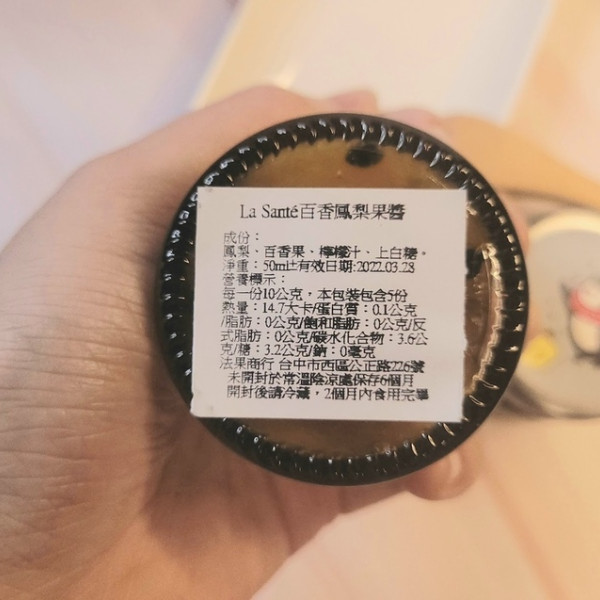 La Santé百香鳳梨果醬
成份：
鳳梨、百香果、檸檬汁、上白糖。
淨重：50ml±有效日期:2022.03.28
營養標示：
每一份10公克，本包裝包含5份
熱量：14.7大卡/蛋白質：0.1公克
/脂肪：0公克/飽和脂肪：0公克/反
式脂肪：0公克/碳水化合物：3.6公
克/糖：3.2公克/鈉：0毫克
法果商行 台中市西區公正路226號
未開封於常溫陰涼處保存6個月
開封後請冷藏，2個月內食用完畢